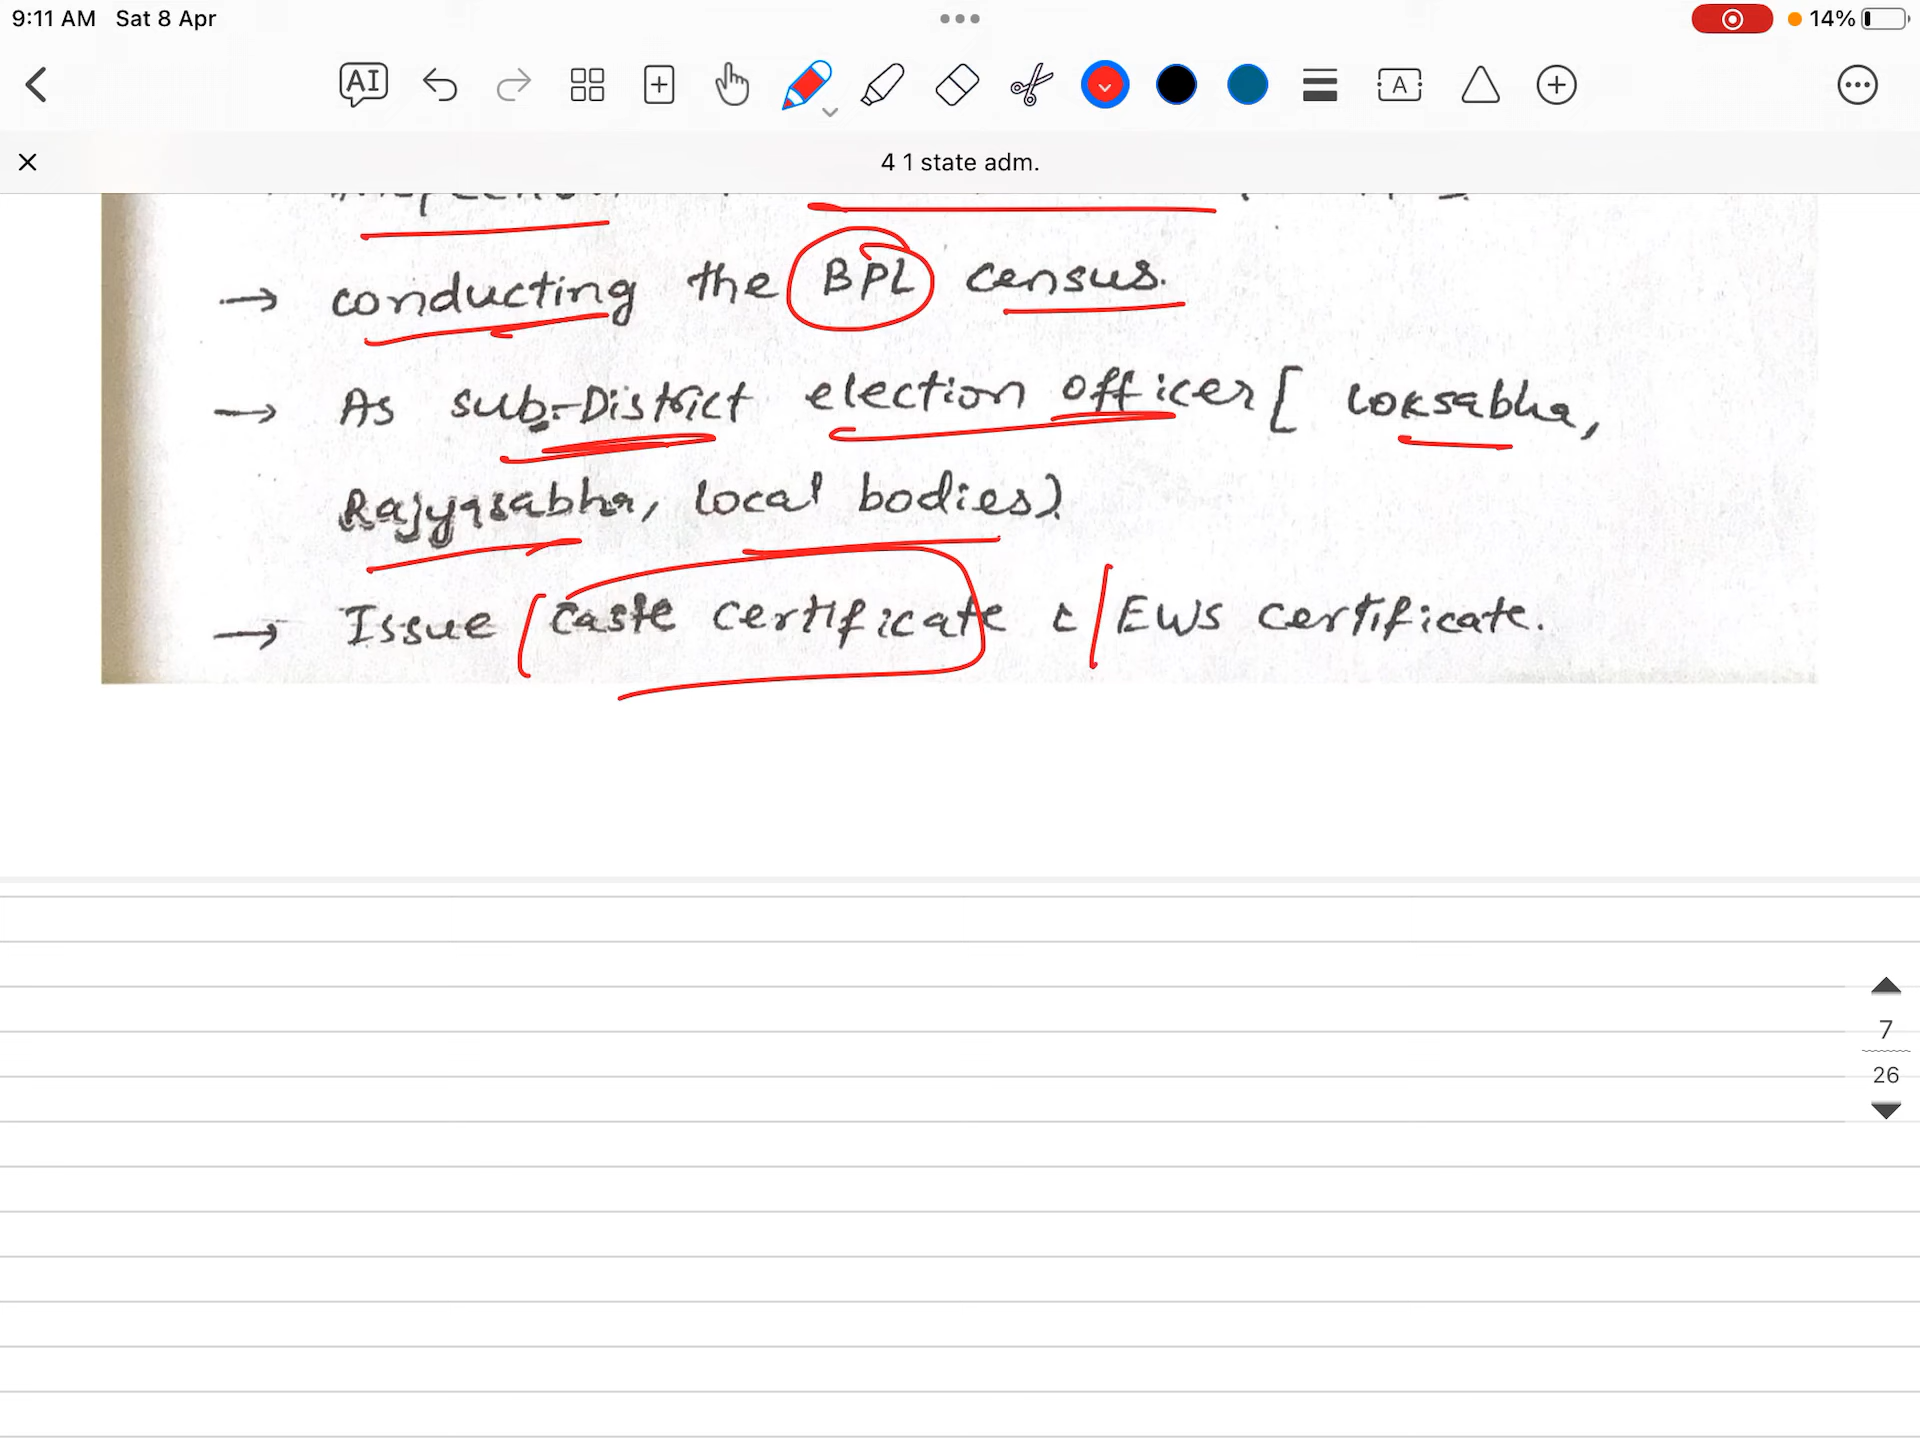 9:11 AM Sat 8 Apr
14%
AI
A
4 1 state adm.
→ conducting the BPL census.
→ As sub-District election officer [ loksabha,
Rajyasabha, local bodies)
→ Issue caste certificate & EWS certificate.
7
26